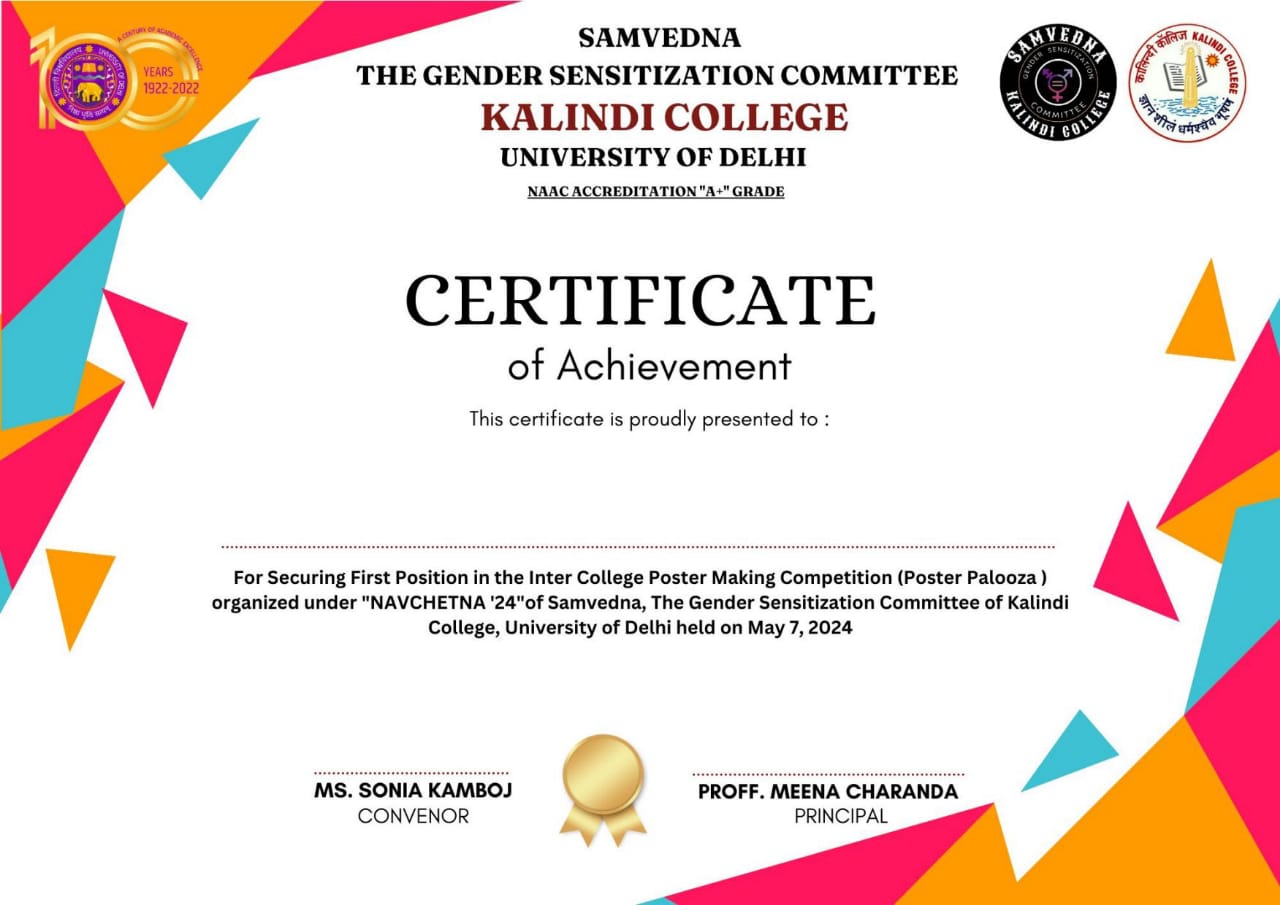 A CENTURY OF ACADEMIC EXCELLENCE
100
YEARS
1922-2022
UNIVERSITY OF DELHI
SAMVEDNA
THE GENDER SENSITIZATION COMMITTEE
KALINDI COLLEGE
UNIVERSITY OF DELHI
NAAC ACCREDITATION "A+" GRADE
SAMVEDNA
GENDER SENSITIZATION
COMMITTEE
KALINDI COLLEGE
कालिन्दी कॉलिज KALINDI COLLEGE
ज्ञान शीलं धर्मश्चैव भूषणम्
CERTIFICATE
of Achievement
This certificate is proudly presented to :
For Securing First Position in the Inter College Poster Making Competition (Poster Palooza )
organized under "NAVCHETNA '24"of Samvedna, The Gender Sensitization Committee of Kalindi
College, University of Delhi held on May 7, 2024
MS. SONIA KAMBOJ
CONVENOR
PROFF. MEENA CHARANDA
PRINCIPAL